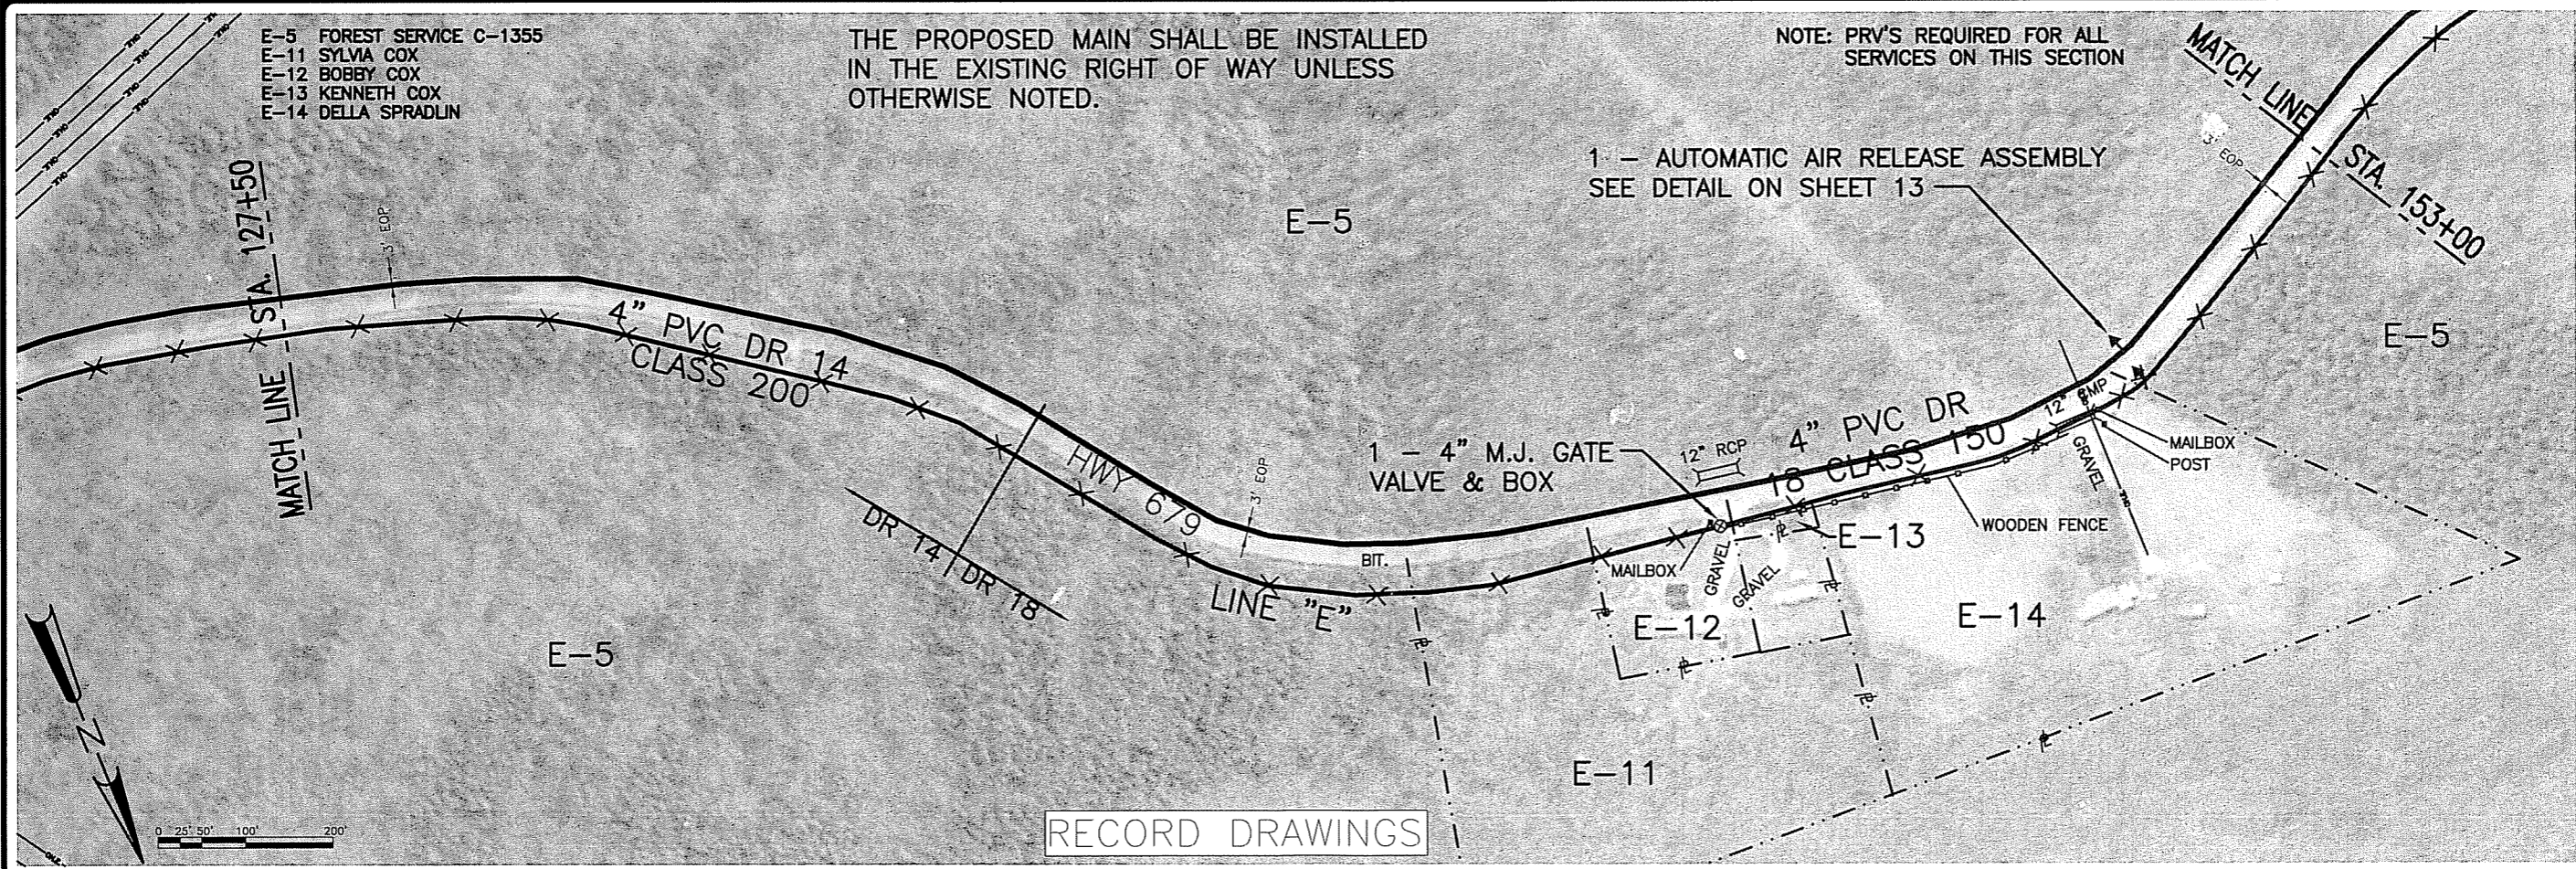 E-5 FOREST SERVICE C-1355
E-11 SYLVIA COX
E-12 BOBBY COX
E-13 KENNETH COX
E-14 DELLA SPRADLIN
THE PROPOSED MAIN SHALL BE INSTALLED
IN THE EXISTING RIGHT OF WAY UNLESS
OTHERWISE NOTED.
NOTE: PRV'S REQUIRED FOR ALL
SERVICES ON THIS SECTION
MATCH LINE
STA. 153+00
3' EOP
1 - AUTOMATIC AIR RELEASE ASSEMBLY
SEE DETAIL ON SHEET 13
MATCH LINE STA. 127+50
3' EOP
E-5
E-5
4" PVC DR 14
CLASS 200
HWY 679
3' EOP
1 - 4" M.J. GATE
VALVE & BOX
12" RCP
4" PVC DR
18 CLASS 150
12" CMP
MAILBOX
POST
GRAVEL
WOODEN FENCE
DR 14
DR 18
BIT.
LINE "E"
MAILBOX
GRAVEL
GRAVEL
E-13
E-12
E-14
E-5
E-11
N
0 25' 50' 100' 200'
RECORD DRAWINGS